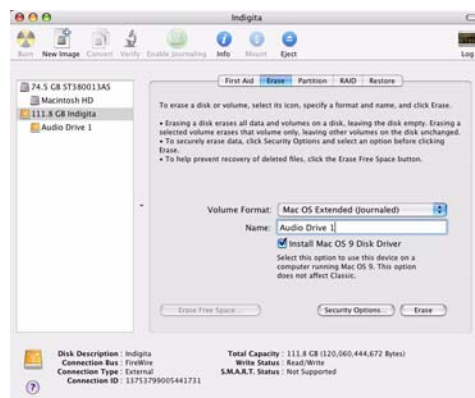 Indigita
Burn New Image Convert Verify Enable Journaling Info Mount Eject Log
First Aid Erase Partition RAID Restore
74.5 GB ST380013AS
Macintosh HD
111.8 GB Indigita
Audio Drive 1
To erase a disk or volume, select its icon, specify a format and name, and click Erase.
• Erasing a disk erases all data and volumes on a disk, leaving the disk empty. Erasing a
selected volume erases that volume only, leaving other volumes on the disk unchanged.
• To securely erase data, click Security Options and select an option before clicking
Erase.
• To help prevent recovery of deleted files, click the Erase Free Space button.
Volume Format: Mac OS Extended (Journaled)
Name: Audio Drive 1
Install Mac OS 9 Disk Driver
Select this option to use this device on a
computer running Mac OS 9. This option
does not affect Classic.
Erase Free Space... Security Options... Erase
Disk Description : Indigita Total Capacity : 111.8 GB (120,060,444,672 Bytes)
Connection Bus : FireWire Write Status : Read/Write
Connection Type : External S.M.A.R.T. Status : Not Supported
Connection ID : 13753799005441731
?